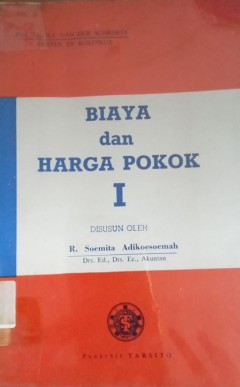 BIAYA
dan
HARGA POKOK
I
DISUSUN OLEH
R. Soemita Adikoesoemah
Drs. Ed., Drs. Ec., Akuntan
Penerbit TARSITO